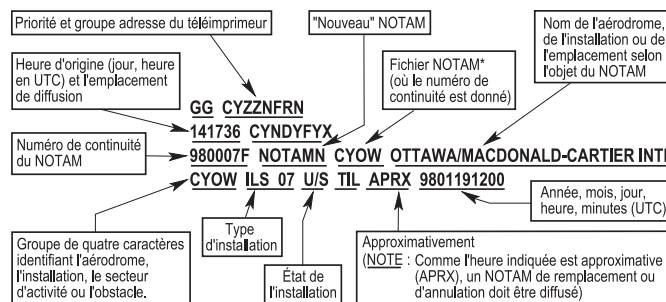 Priorité et groupe adresse du téléimprimeur
"Nouveau" NOTAM
Nom de l'aérodrome,
de l'installation ou de
l'emplacement selon
l'objet du NOTAM
Heure d'origine (jour, heure
en UTC) et l'emplacement
de diffusion
Fichier NOTAM*
(où le numéro de
continuité est donné)
GG CYZZNFRN
141736 CYNDYFYX
Numéro de continuité
du NOTAM
980007F NOTAMN CYOW OTTAWA/MACDONALD-CARTIER INTL
CYOW ILS 07 U/S TIL APRX 9801191200
Année, mois, jour,
heure, minutes (UTC)
Type
d'installation
Groupe de quatre caractères
identifiant l'aérodrome,
l'installation, le secteur
d'activité ou l'obstacle.
État de
l'installation
Approximativement
(NOTE : Comme l'heure indiquée est approximative
(APRX), un NOTAM de remplacement ou
d'annulation doit être diffusé)